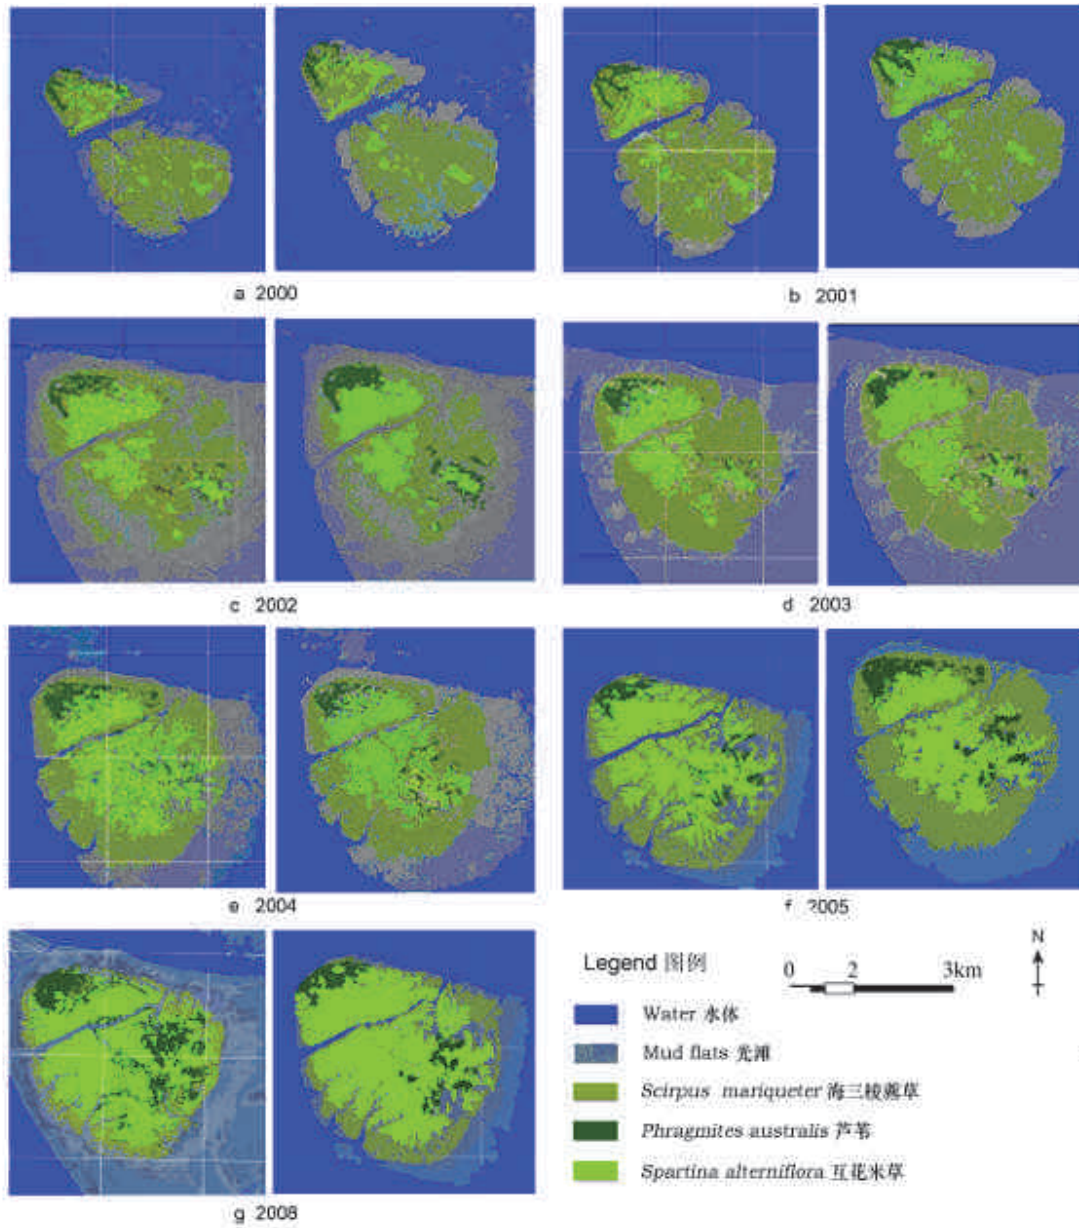 a 2000
b 2001
c 2002
d 2003
e 2004
f 2005
g 2008
Legend 图例
0 2 3km
N
Water 水体
Mud flats 光滩
Scirpus mariqueter 海三棱藨草
Phragmites australis 芦苇
Spartina alterniflora 互花米草